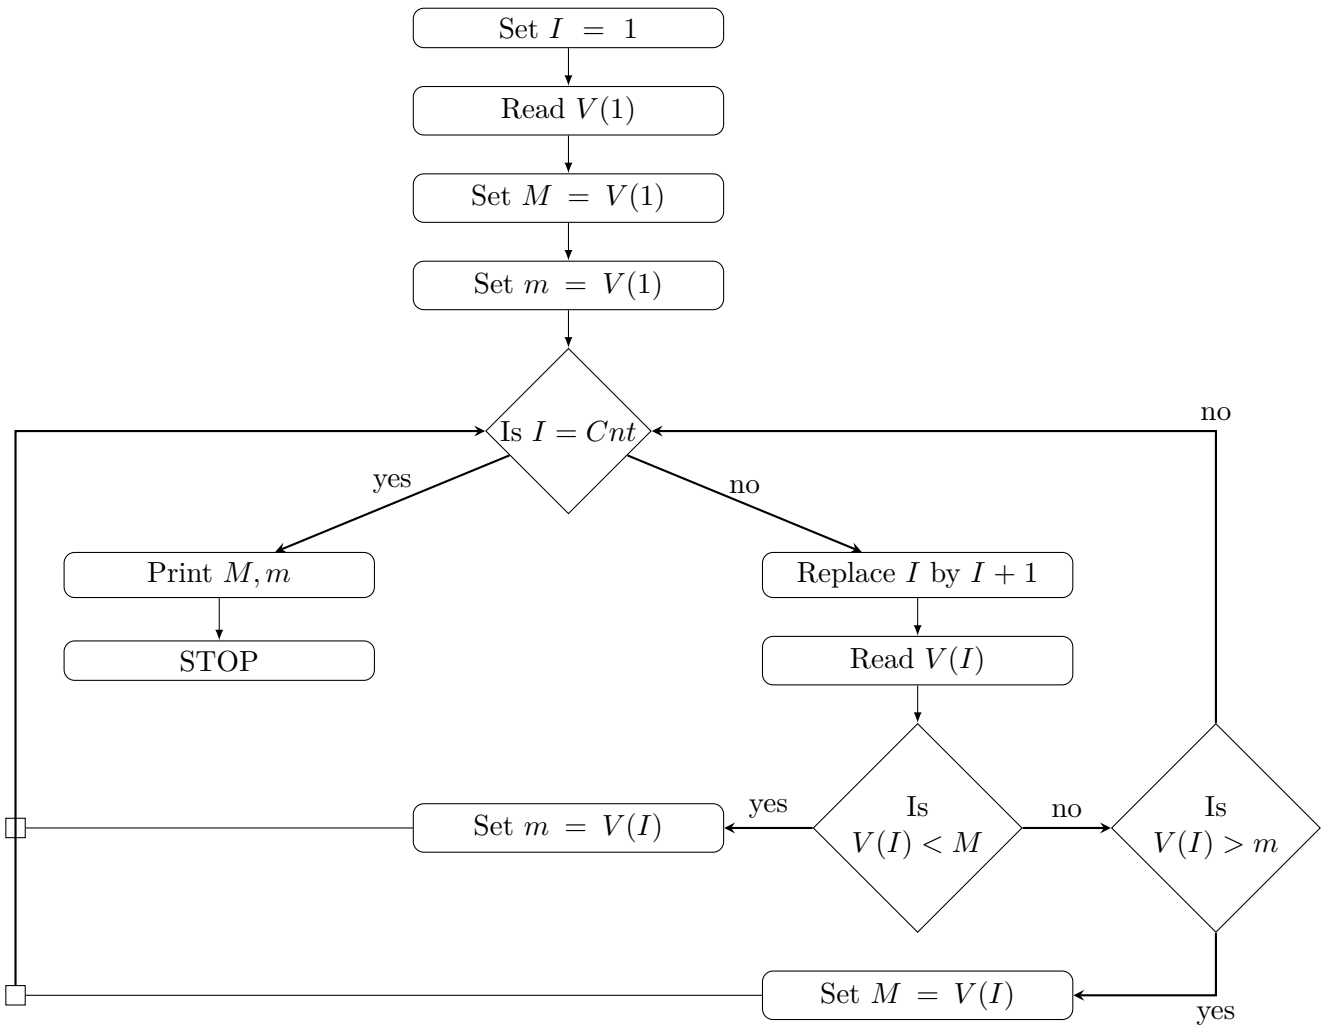 Set I = 1
Read V(1)
Set M = V(1)
Set m = V(1)
Is I = Cnt
no
yes
no
Print M, m
Replace I by I + 1
STOP
Read V(I)
Set m = V(I)
yes
Is
V(I) < M
no
Is
V(I) > m
Set M = V(I)
yes